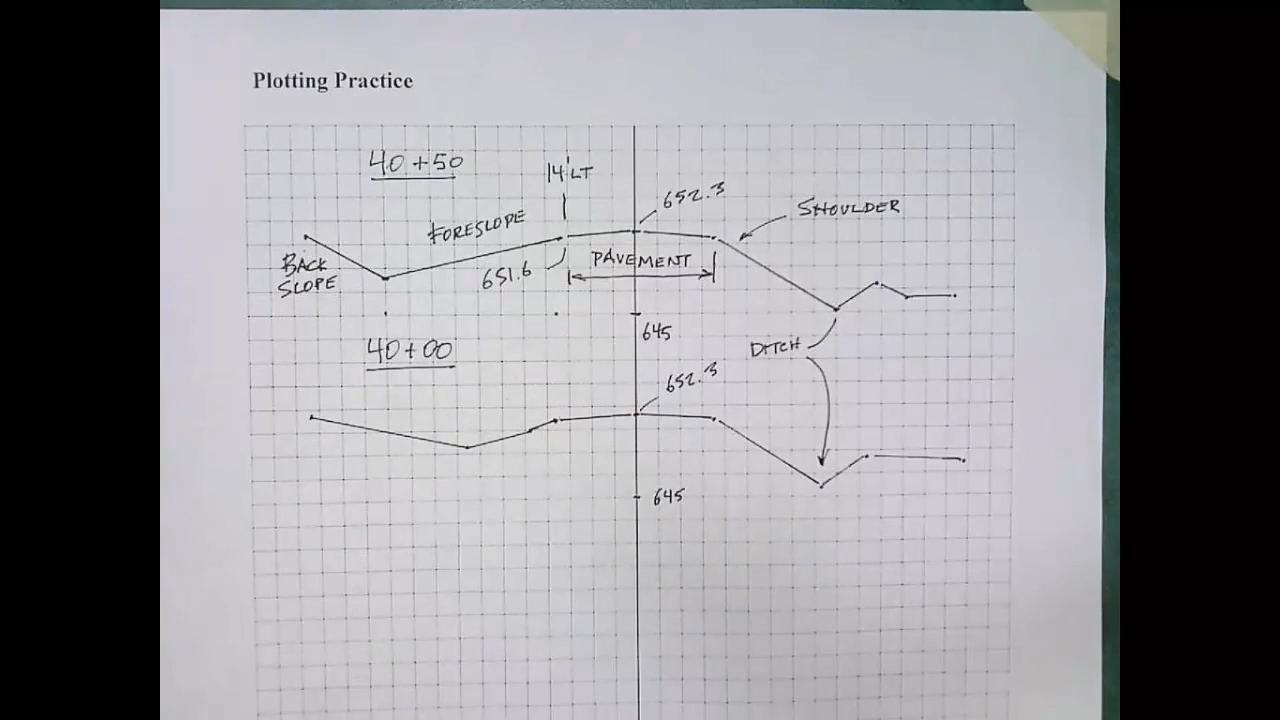 Plotting Practice
40+50
14' LT
652.3
SHOULDER
FORESLOPE
BACK
SLOPE
651.6
PAVEMENT
645
40+00
DITCH
652.3
645